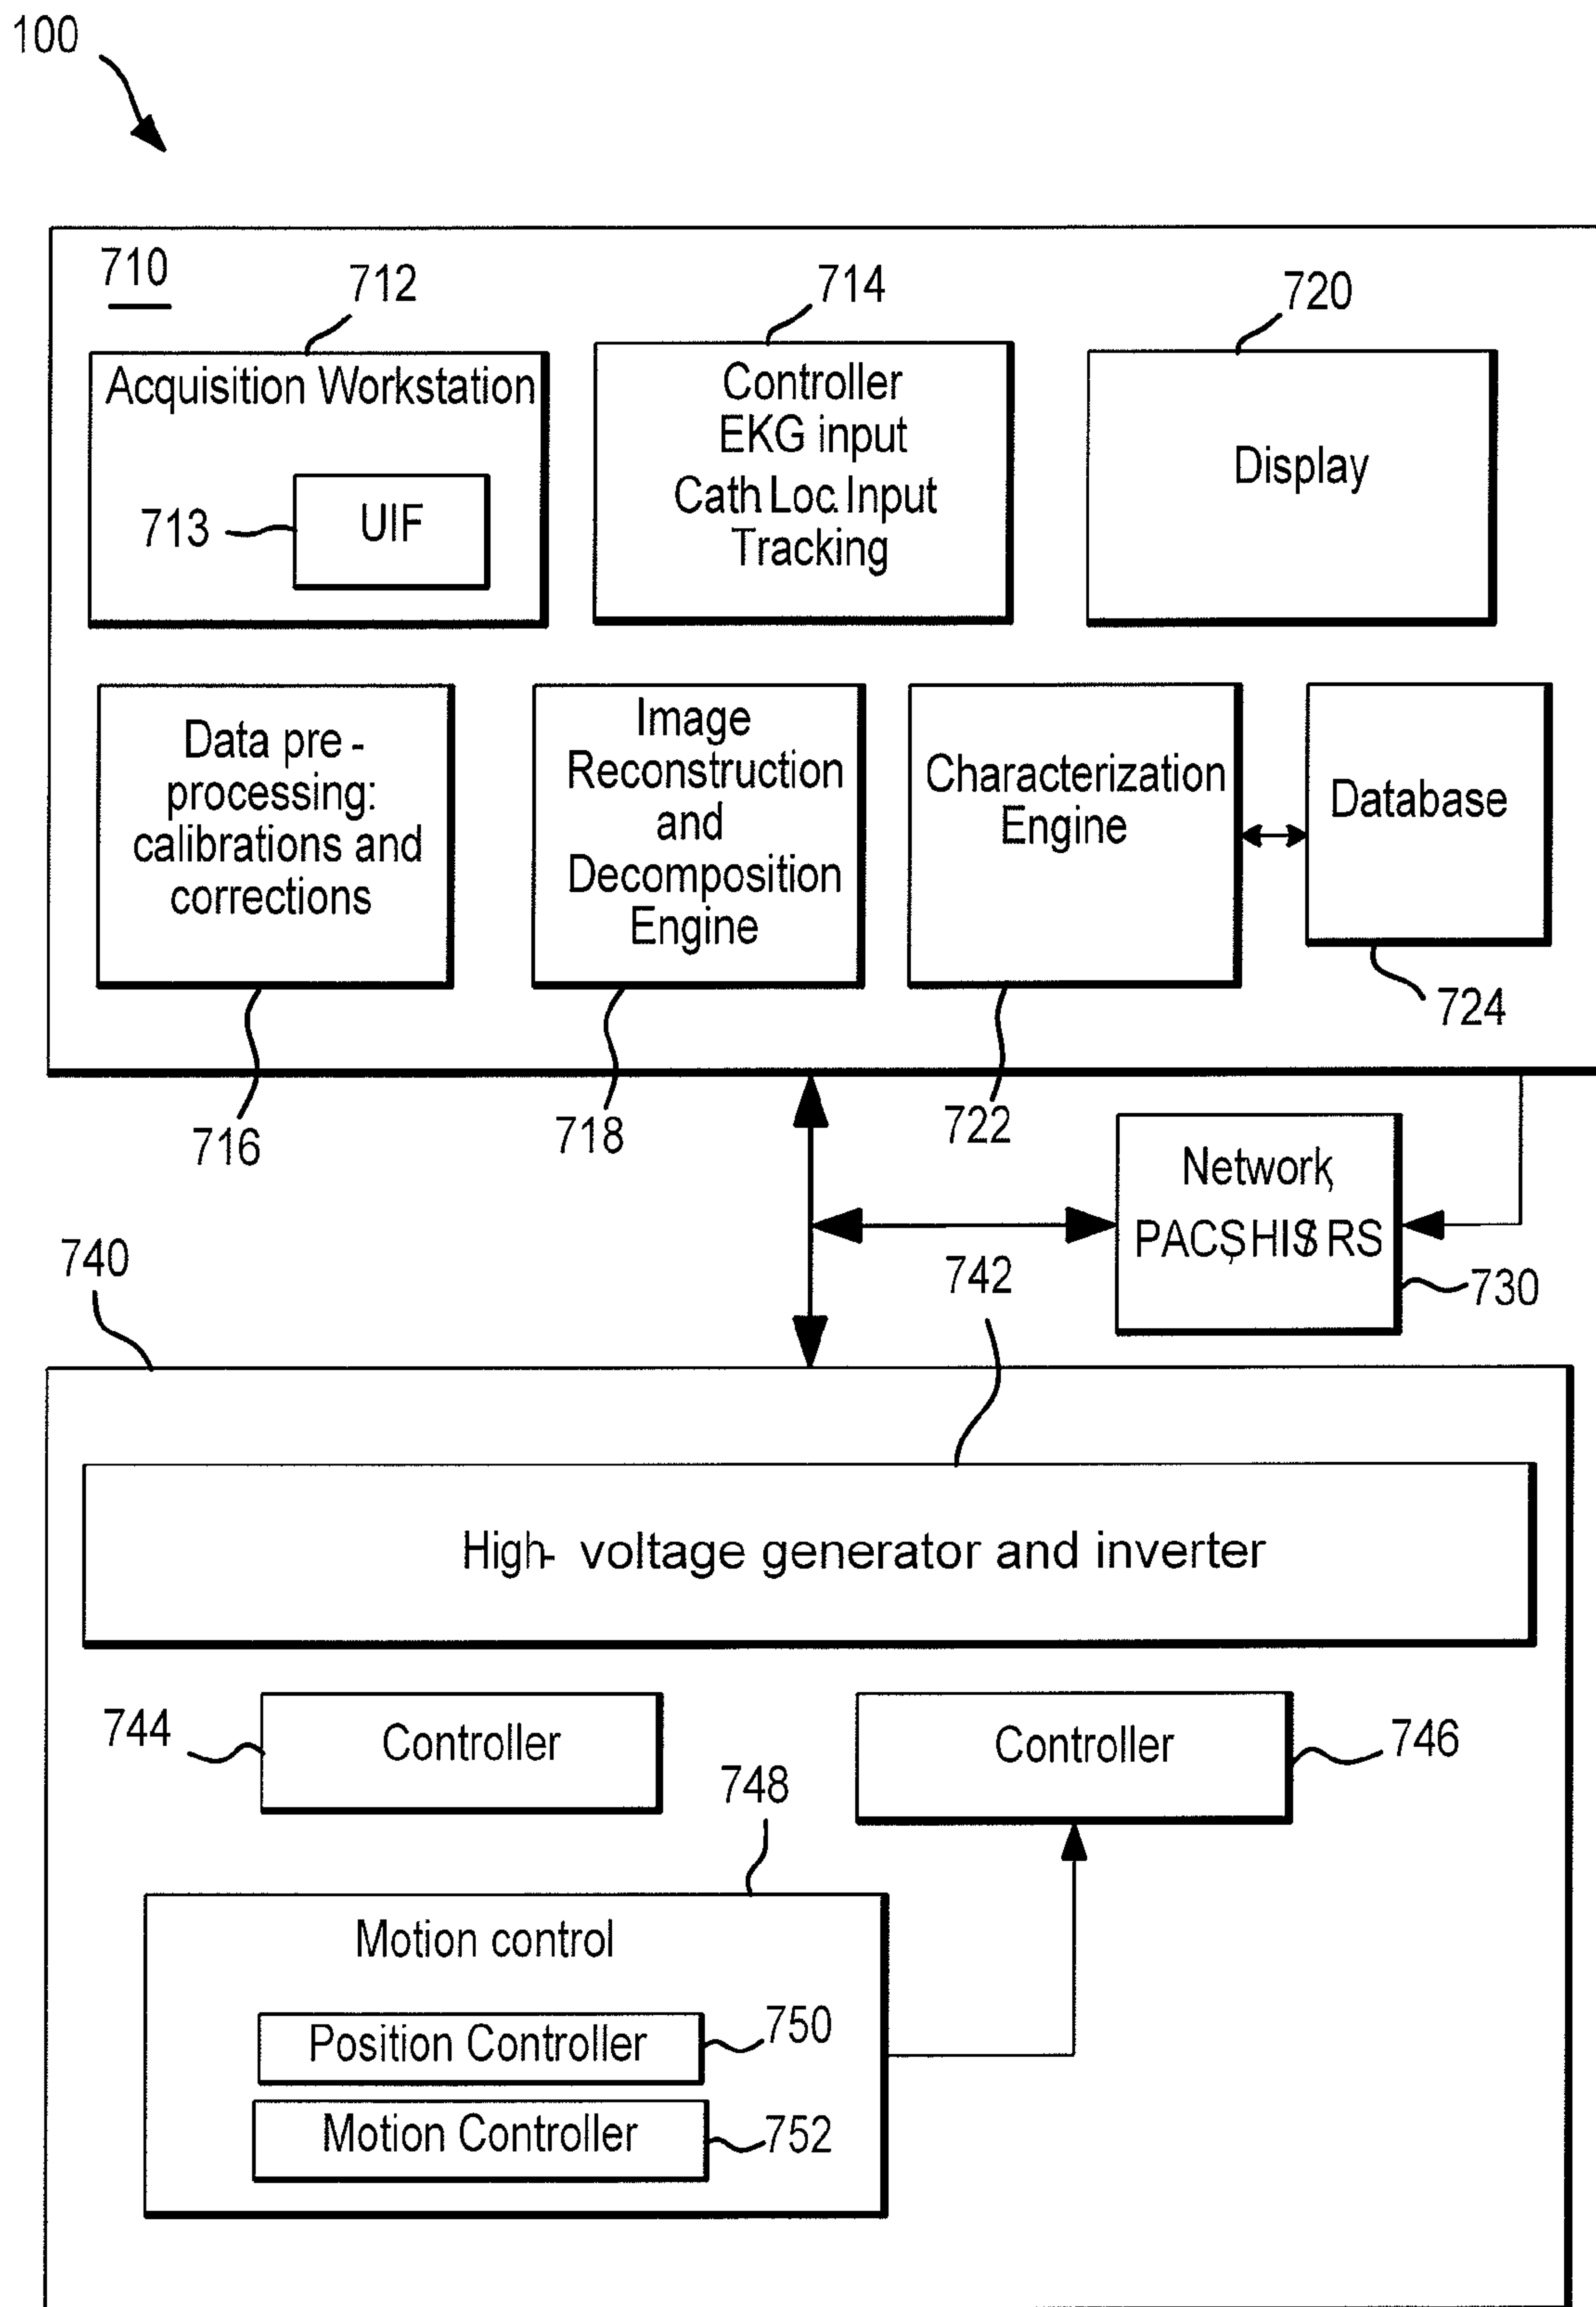 100
710
712
714
720
Acquisition Workstation
713
UIF
Controller
EKG input
Cath Loc. Input
Tracking
Display
Data pre -
processing:
calibrations and
corrections
Image
Reconstruction
and
Decomposition
Engine
Characterization
Engine
Database
724
716
718
722
Network,
PACS, HIS/ RS
730
740
742
High- voltage generator and inverter
744
Controller
Controller
746
748
Motion control
Position Controller
750
Motion Controller
752